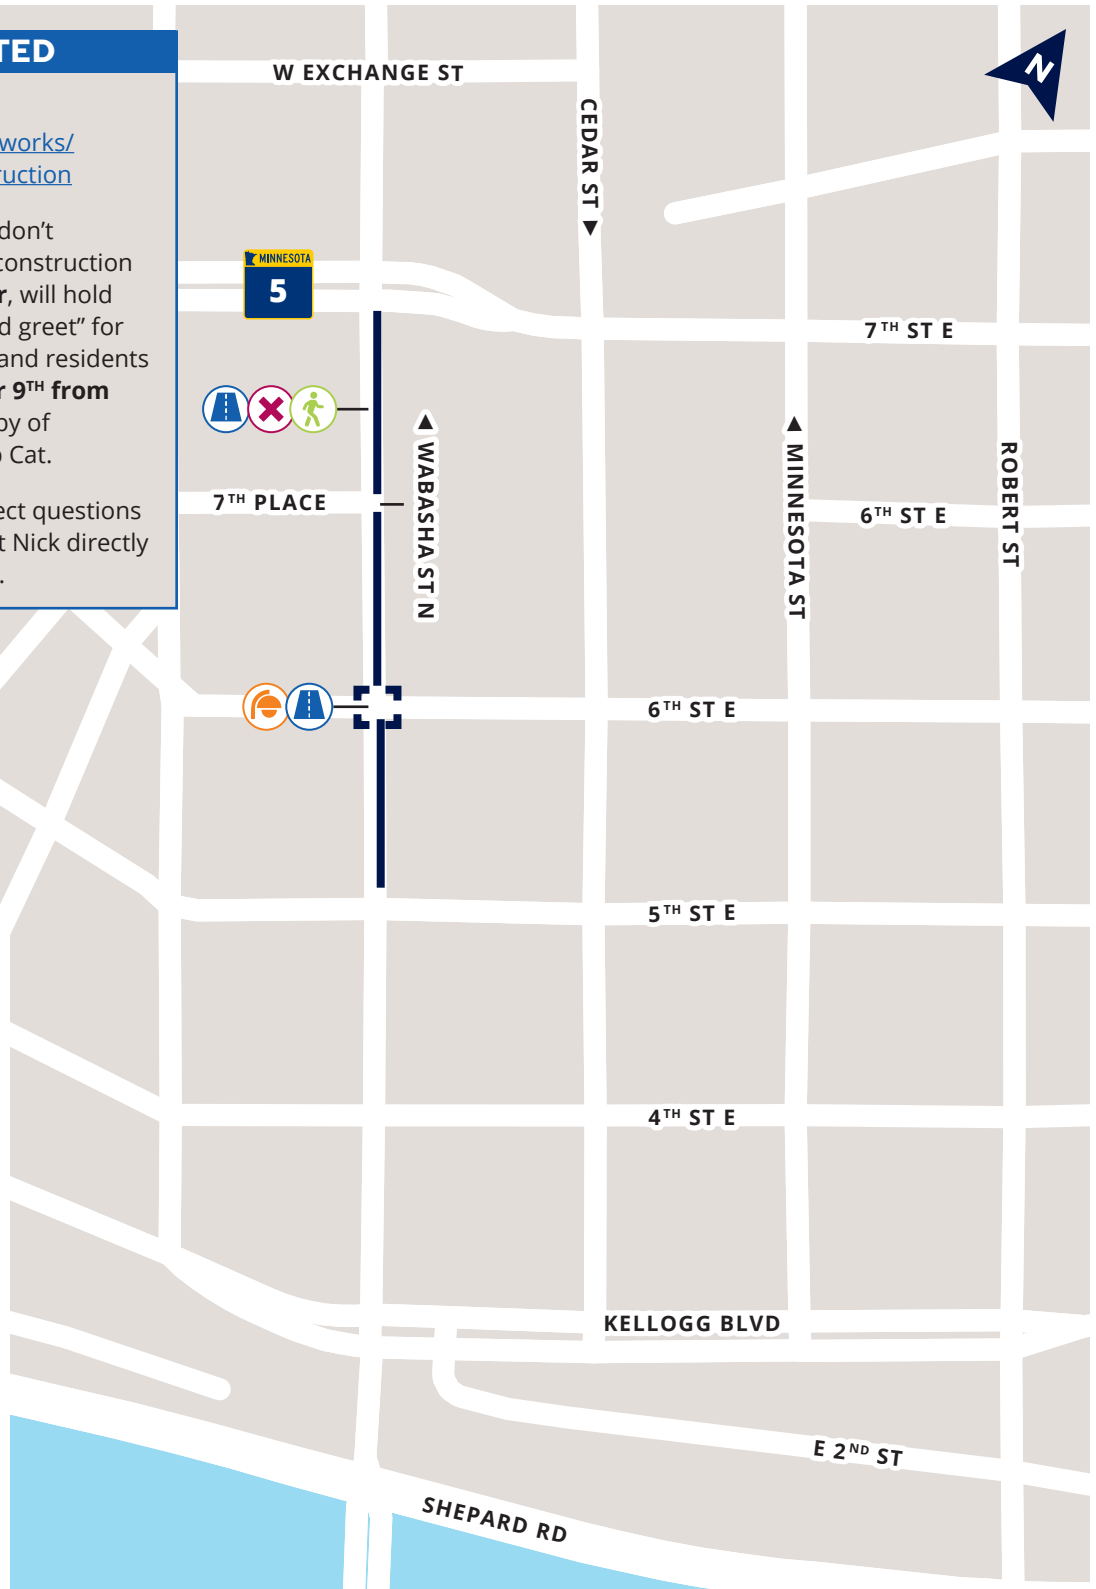 TED
works/
ruction
don’t
construction
r, will hold
d greet” for
and residents
r 9TH from
by of
o Cat.
ect questions
t Nick directly
.
W EXCHANGE ST
CEDAR ST ▼
N
MINNESOTA
5
7TH ST E
◀ WABASHA ST N
◀ MINNESOTA ST
ROBERT ST
7TH PLACE
6TH ST E
6TH ST E
5TH ST E
4TH ST E
KELLOGG BLVD
E 2ND ST
SHEPARD RD